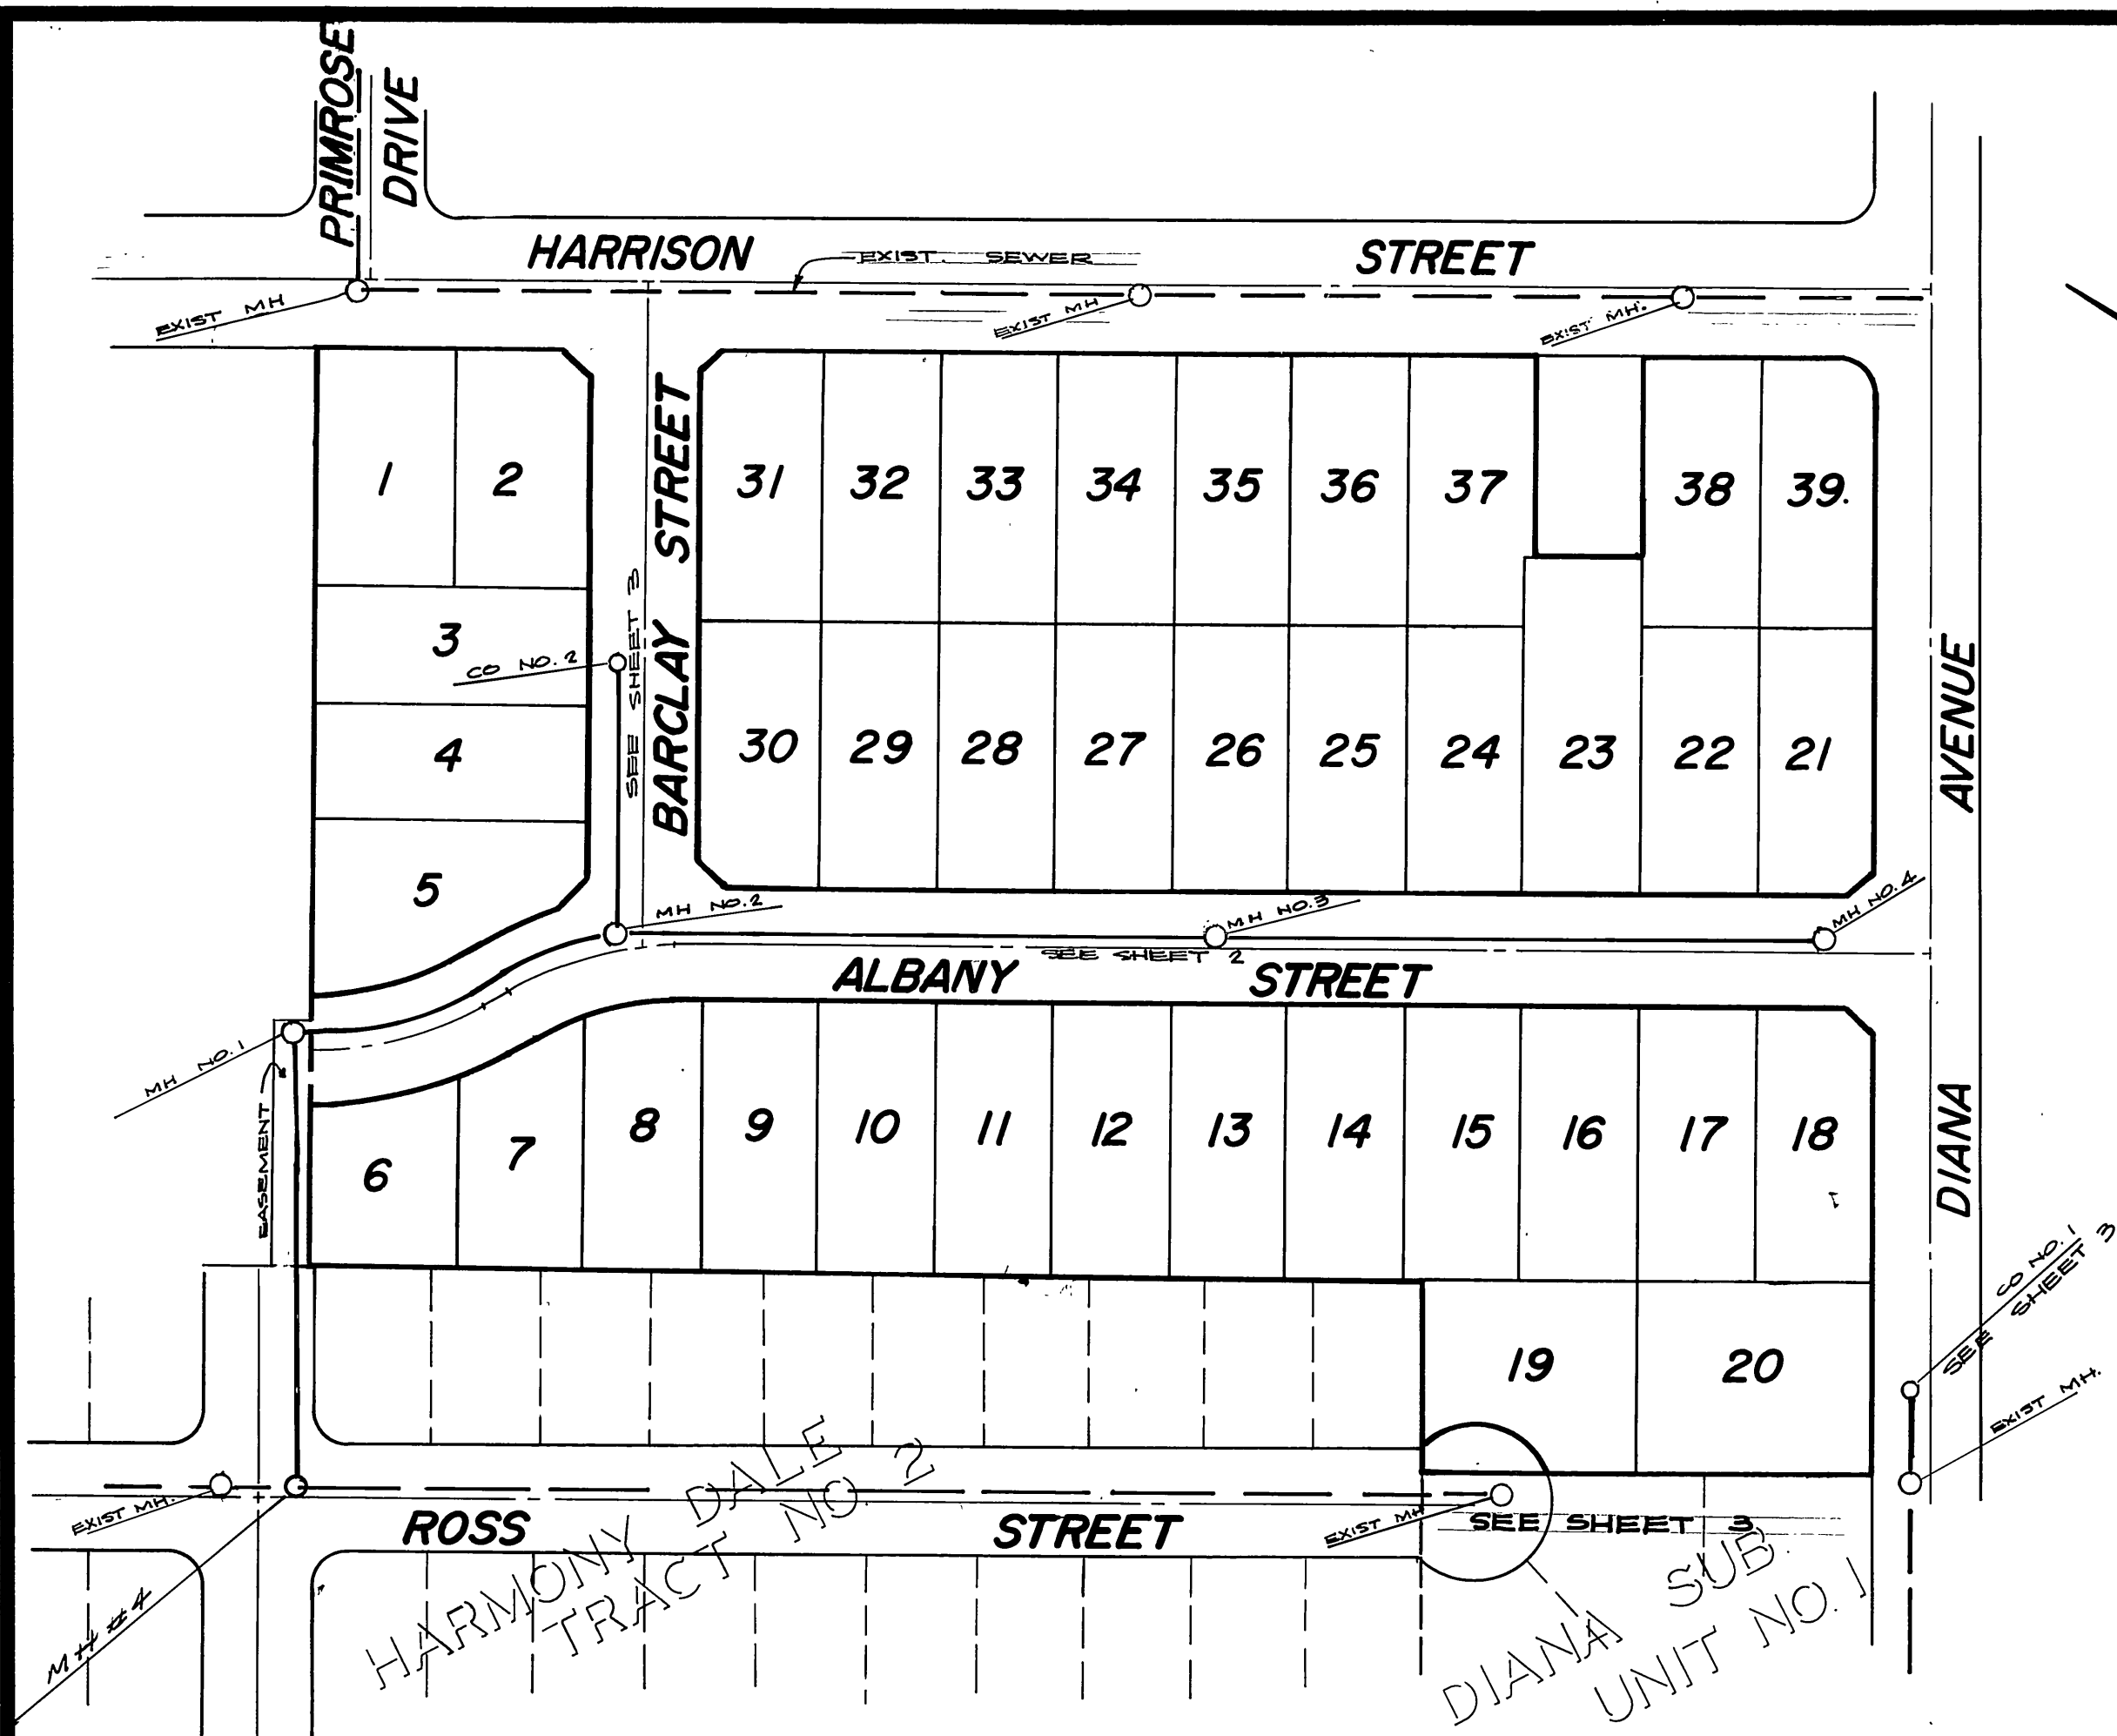 PRIMROSE
DRIVE
HARRISON STREET
EXIST. SEWER
EXIST MH
EXIST MH
EXIST MH.
1 2
31 32 33 34 35 36 37 38 39.
BARCLAY STREET
SEE SHEET 3
3
CO NO. 2
4
30 29 28 27 26 25 24 23 22 21
5
DIANA AVENUE
MH NO. 2
MH NO. 3
MH NO. 4
SEE SHEET 2
ALBANY STREET
MH NO. 1
EASEMENT
6 7 8 9 10 11 12 13 14 15 16 17 18
CO NO. 1
SEE SHEET 3
19 20
EXIST MH.
EXIST MH.
ROSS STREET
EXIST MH
SEE SHEET 3
MH #4
HARMONY DALE
TRACT NO 2
DIANA SUB.
UNIT NO. 1